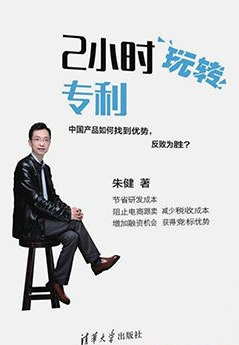 2小时玩转
专利
中国产品如何找到优势，
反败为胜？
朱健 著
节省研发成本
阻止电商跟卖 减少税收成本
增加融资机会 获得竞标优势
清华大学出版社